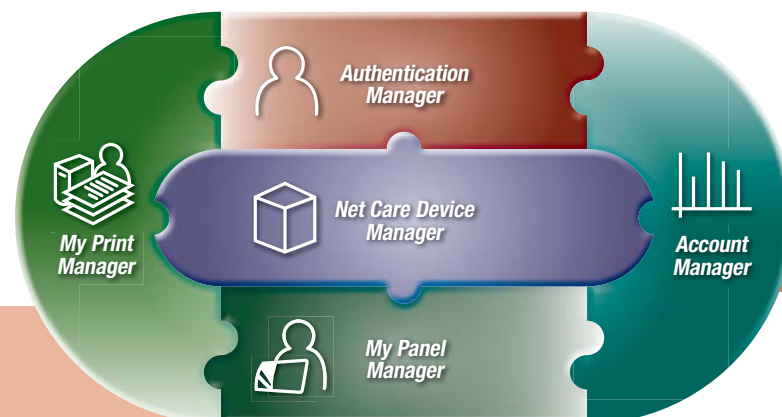 Authentication
Manager
My Print
Manager
Net Care Device
Manager
Account
Manager
My Panel
Manager